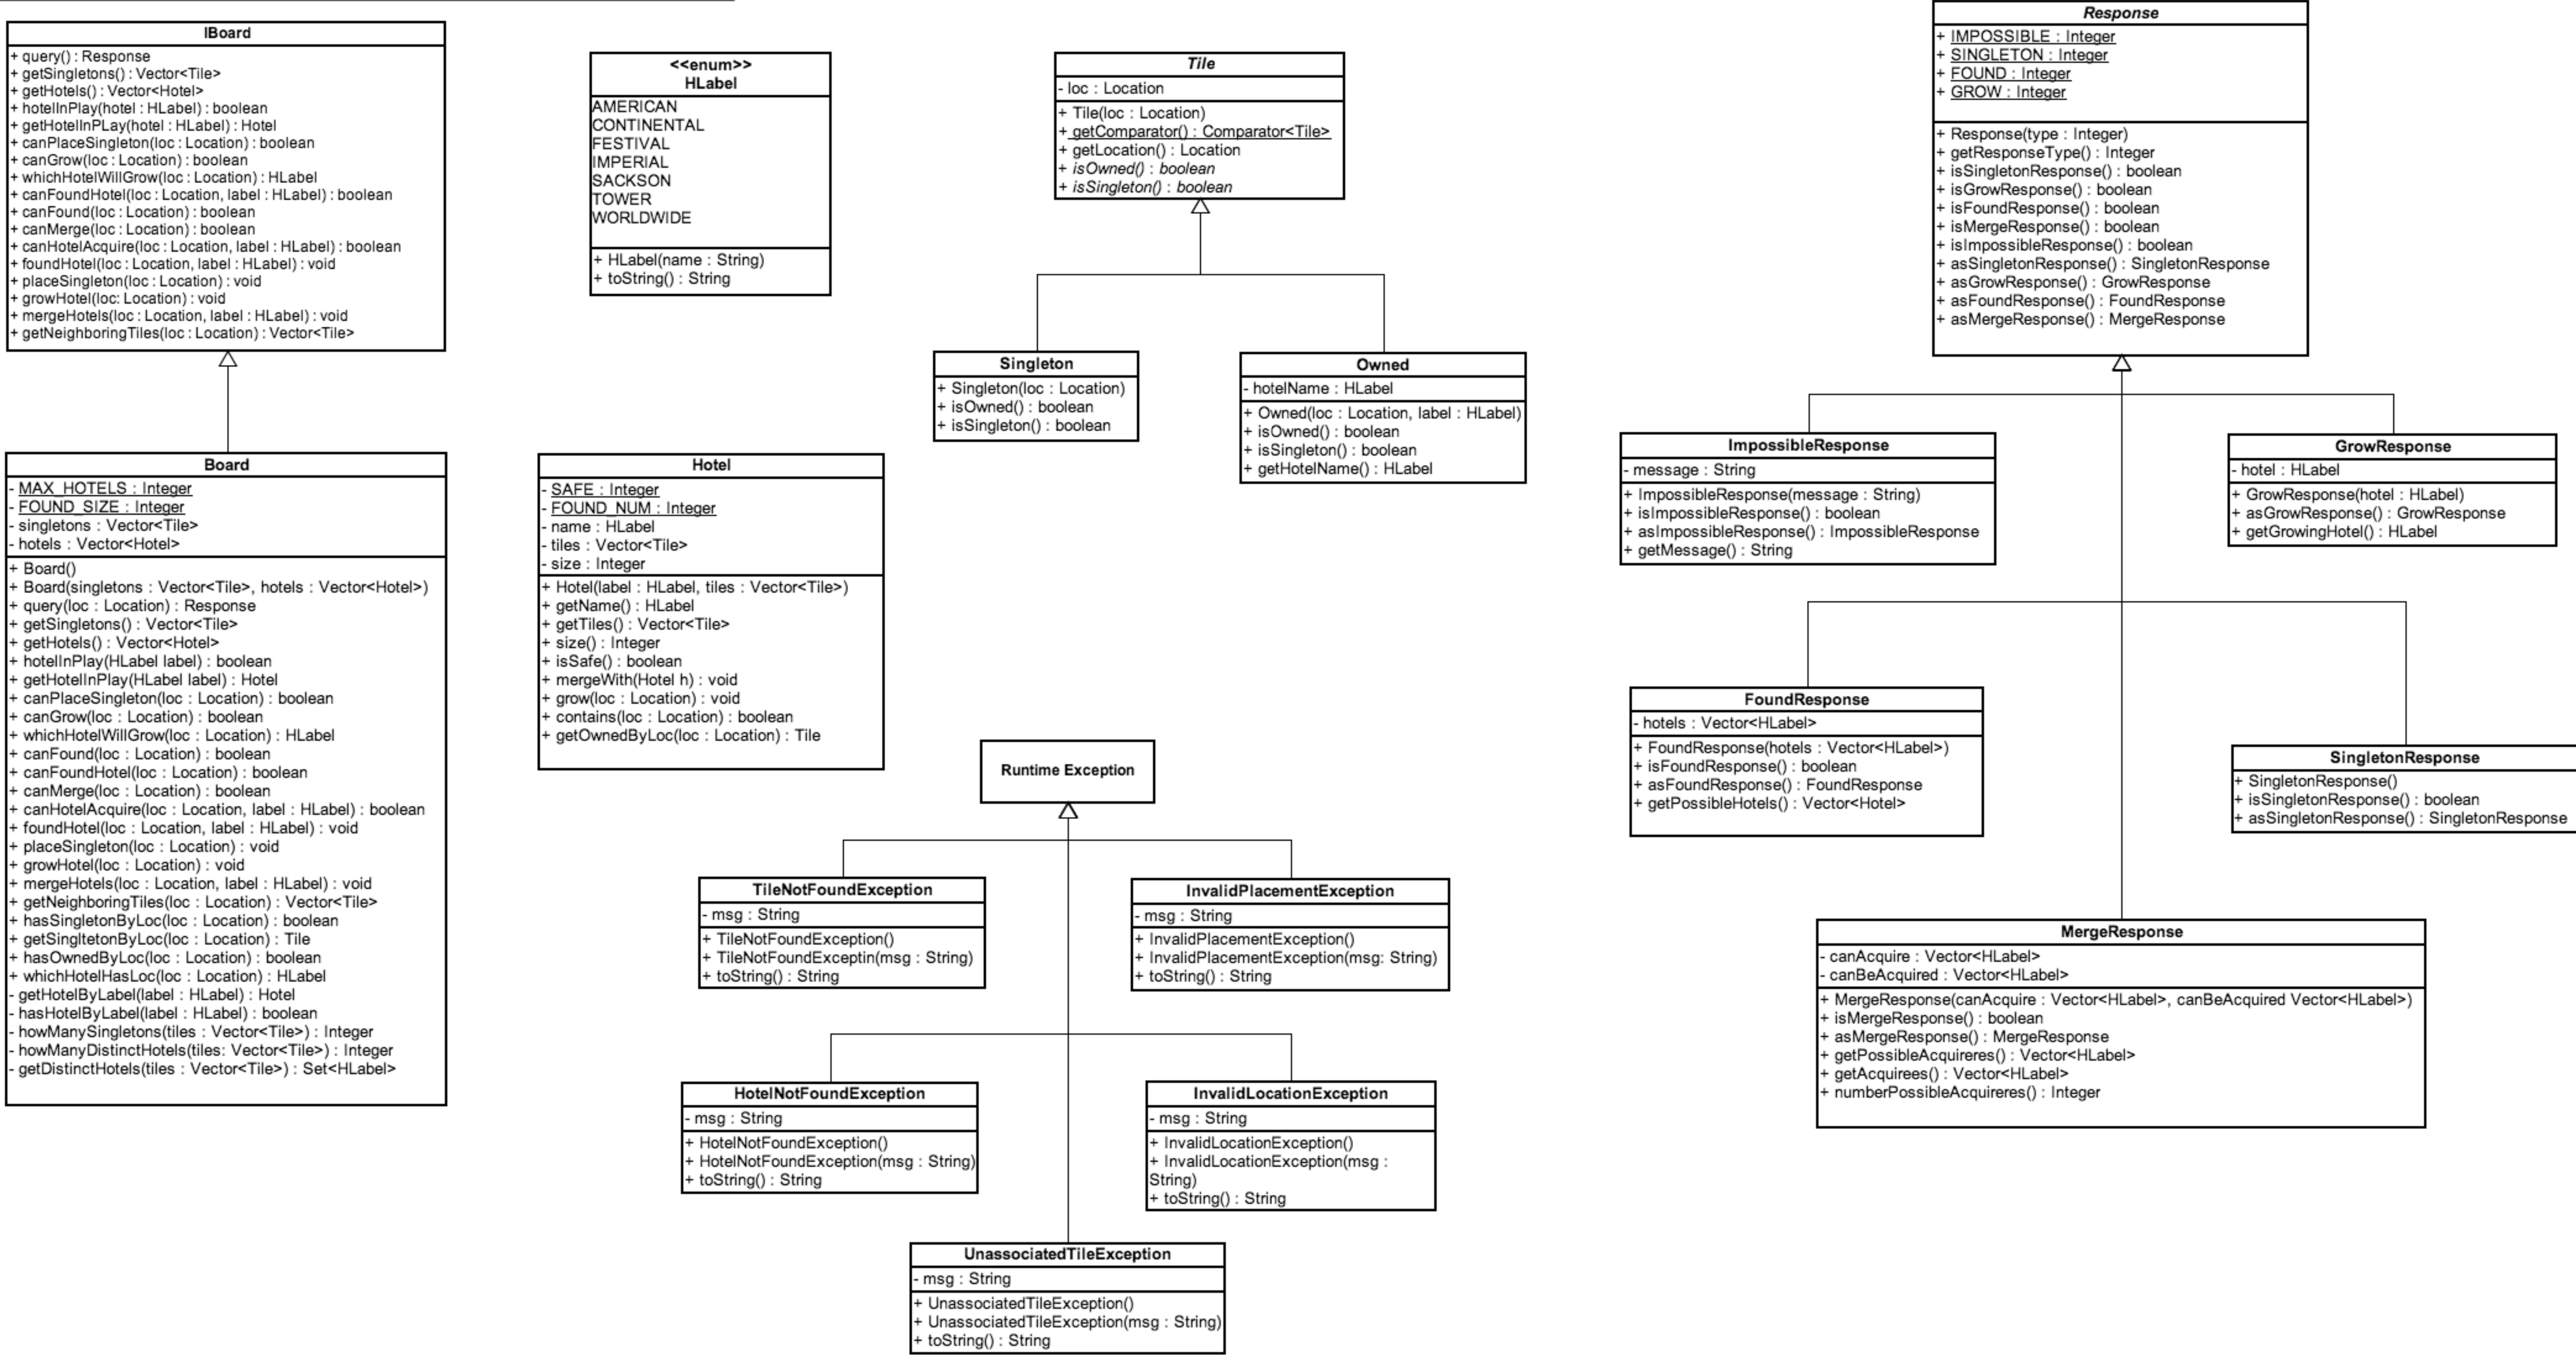 IBoard
+ query() : Response
+ getSingletons() : Vector<Tile>
+ getHotels() : Vector<Hotel>
+ hotelInPlay(hotel : HLabel) : boolean
+ getHotelInPLay(hotel : HLabel) : Hotel
+ canPlaceSingleton(loc : Location) : boolean
+ canGrow(loc : Location) : boolean
+ whichHotelWillGrow(loc : Location) : HLabel
+ canFoundHotel(loc : Location, label : HLabel) : boolean
+ canFound(loc : Location) : boolean
+ canMerge(loc : Location) : boolean
+ canHotelAcquire(loc : Location, label : HLabel) : boolean
+ foundHotel(loc : Location, label : HLabel) : void
+ placeSingleton(loc : Location) : void
+ growHotel(loc: Location) : void
+ mergeHotels(loc : Location, label : HLabel) : void
+ getNeighboringTiles(loc : Location) : Vector<Tile>
Board
- MAX_HOTELS : Integer
- FOUND_SIZE : Integer
- singletons : Vector<Tile>
- hotels : Vector<Hotel>
+ Board()
+ Board(singletons : Vector<Tile>, hotels : Vector<Hotel>)
+ query(loc : Location) : Response
+ getSingletons() : Vector<Tile>
+ getHotels() : Vector<Hotel>
+ hotelInPlay(HLabel label) : boolean
+ getHotelInPlay(HLabel label) : Hotel
+ canPlaceSingleton(loc : Location) : boolean
+ canGrow(loc : Location) : boolean
+ whichHotelWillGrow(loc : Location) : HLabel
+ canFound(loc : Location) : boolean
+ canFoundHotel(loc : Location) : boolean
+ canMerge(loc : Location) : boolean
+ canHotelAcquire(loc : Location, label : HLabel) : boolean
+ foundHotel(loc : Location, label : HLabel) : void
+ placeSingleton(loc : Location) : void
+ growHotel(loc : Location) : void
+ mergeHotels(loc : Location, label : HLabel) : void
+ getNeighboringTiles(loc : Location) : Vector<Tile>
+ hasSingletonByLoc(loc : Location) : boolean
+ getSingltetonByLoc(loc : Location) : Tile
+ hasOwnedByLoc(loc : Location) : boolean
+ whichHotelHasLoc(loc : Location) : HLabel
- getHotelByLabel(label : HLabel) : Hotel
- hasHotelByLabel(label : HLabel) : boolean
- howManySingletons(tiles : Vector<Tile>) : Integer
- howManyDistinctHotels(tiles: Vector<Tile>) : Integer
- getDistinctHotels(tiles : Vector<Tile>) : Set<HLabel>
<<enum>>
HLabel
AMERICAN
CONTINENTAL
FESTIVAL
IMPERIAL
SACKSON
TOWER
WORLDWIDE
+ HLabel(name : String)
+ toString() : String
Hotel
- SAFE : Integer
- FOUND_NUM : Integer
- name : HLabel
- tiles : Vector<Tile>
- size : Integer
+ Hotel(label : HLabel, tiles : Vector<Tile>)
+ getName() : HLabel
+ getTiles() : Vector<Tile>
+ size() : Integer
+ isSafe() : boolean
+ mergeWith(Hotel h) : void
+ grow(loc : Location) : void
+ contains(loc : Location) : boolean
+ getOwnedByLoc(loc : Location) : Tile
Tile
- loc : Location
+ Tile(loc : Location)
+ getComparator() : Comparator<Tile>
+ getLocation() : Location
+ isOwned() : boolean
+ isSingleton() : boolean
Singleton
+ Singleton(loc : Location)
+ isOwned() : boolean
+ isSingleton() : boolean
Owned
- hotelName : HLabel
+ Owned(loc : Location, label : HLabel)
+ isOwned() : boolean
+ isSingleton() : boolean
+ getHotelName() : HLabel
Runtime Exception
TileNotFoundException
- msg : String
+ TileNotFoundException()
+ TileNotFoundExceptin(msg : String)
+ toString() : String
InvalidPlacementException
- msg : String
+ InvalidPlacementException()
+ InvalidPlacementException(msg: String)
+ toString() : String
HotelNotFoundException
- msg : String
+ HotelNotFoundException()
+ HotelNotFoundException(msg : String)
+ toString() : String
InvalidLocationException
- msg : String
+ InvalidLocationException()
+ InvalidLocationException(msg :
String)
+ toString() : String
UnassociatedTileException
- msg : String
+ UnassociatedTileException()
+ UnassociatedTileException(msg : String)
+ toString() : String
Response
+ IMPOSSIBLE : Integer
+ SINGLETON : Integer
+ FOUND : Integer
+ GROW : Integer
+ Response(type : Integer)
+ getResponseType() : Integer
+ isSingletonResponse() : boolean
+ isGrowResponse() : boolean
+ isFoundResponse() : boolean
+ isMergeResponse() : boolean
+ isImpossibleResponse() : boolean
+ asSingletonResponse() : SingletonResponse
+ asGrowResponse() : GrowResponse
+ asFoundResponse() : FoundResponse
+ asMergeResponse() : MergeResponse
ImpossibleResponse
- message : String
+ ImpossibleResponse(message : String)
+ isImpossibleResponse() : boolean
+ asImpossibleResponse() : ImpossibleResponse
+ getMessage() : String
GrowResponse
- hotel : HLabel
+ GrowResponse(hotel : HLabel)
+ asGrowResponse() : GrowResponse
+ getGrowingHotel() : HLabel
FoundResponse
- hotels : Vector<HLabel>
+ FoundResponse(hotels : Vector<HLabel>)
+ isFoundResponse() : boolean
+ asFoundResponse() : FoundResponse
+ getPossibleHotels() : Vector<Hotel>
SingletonResponse
+ SingletonResponse()
+ isSingletonResponse() : boolean
+ asSingletonResponse() : SingletonResponse
MergeResponse
- canAcquire : Vector<HLabel>
- canBeAcquired : Vector<HLabel>
+ MergeResponse(canAcquire : Vector<HLabel>, canBeAcquired Vector<HLabel>)
+ isMergeResponse() : boolean
+ asMergeResponse() : MergeResponse
+ getPossibleAcquireres() : Vector<HLabel>
+ getAcquirees() : Vector<HLabel>
+ numberPossibleAcquireres() : Integer